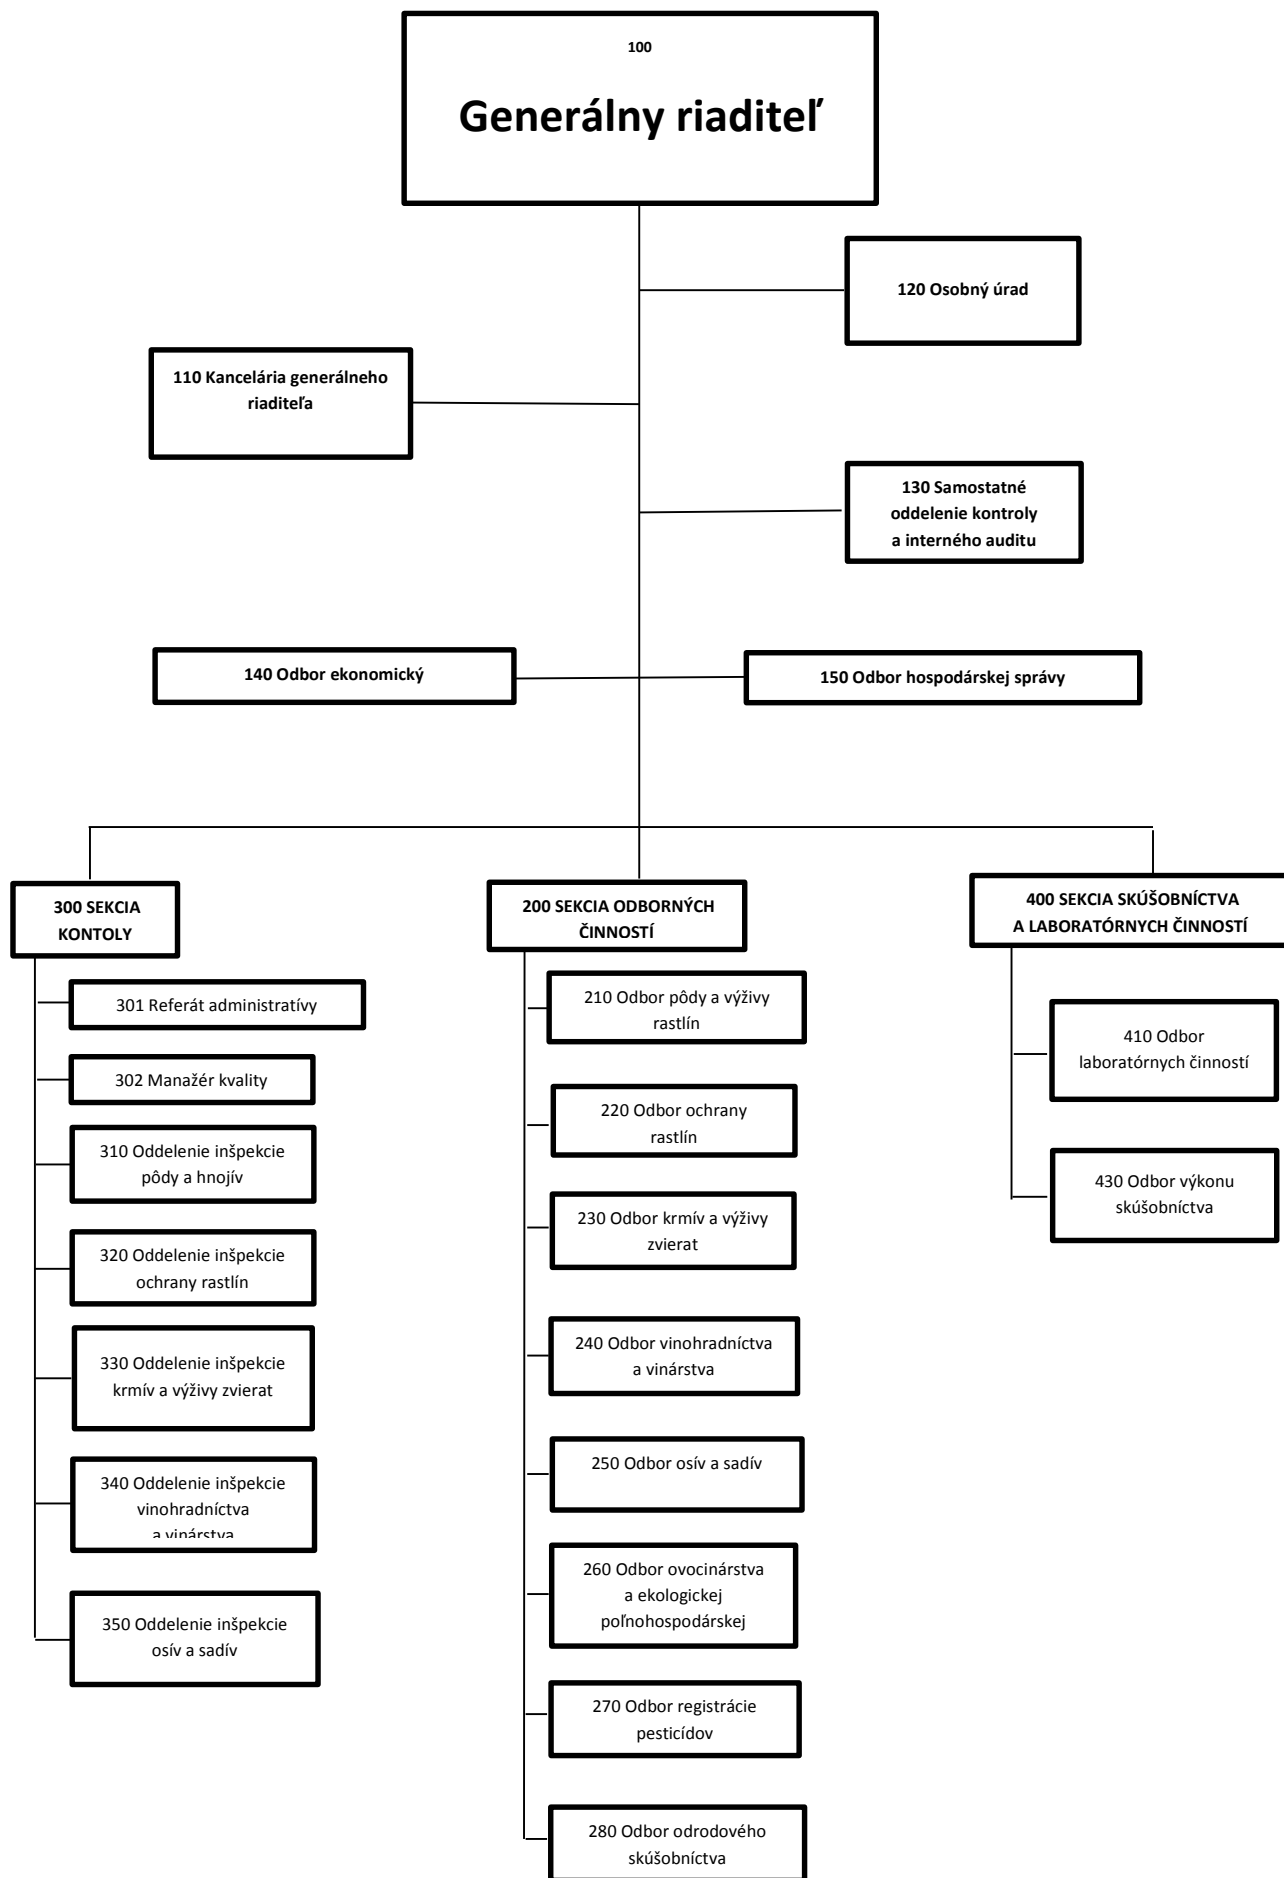 100
Generálny riaditeľ
120 Osobný úrad
110 Kancelária generálneho
riaditeľa
130 Samostatné
oddelenie kontroly
a interného auditu
140 Odbor ekonomický
150 Odbor hospodárskej správy
300 SEKCIA
KONTOLY
301 Referát administratívy
302 Manažér kvality
310 Oddelenie inšpekcie
pôdy a hnojív
320 Oddelenie inšpekcie
ochrany rastlín
330 Oddelenie inšpekcie
krmív a výživy zvierat
340 Oddelenie inšpekcie
vinohradníctva
a vinárstva
350 Oddelenie inšpekcie
osív a sadív
200 SEKCIA ODBORNÝCH
ČINNOSTÍ
210 Odbor pôdy a výživy
rastlín
220 Odbor ochrany
rastlín
230 Odbor krmív a výživy
zvierat
240 Odbor vinohradníctva
a vinárstva
250 Odbor osív a sadív
260 Odbor ovocinárstva
a ekologickej
poľnohospodárskej
270 Odbor registrácie
pesticídov
280 Odbor odrodového
skúšobníctva
400 SEKCIA SKÚŠOBNÍCTVA
A LABORATÓRNYCH ČINNOSTÍ
410 Odbor
laboratórnych činností
430 Odbor výkonu
skúšobníctva